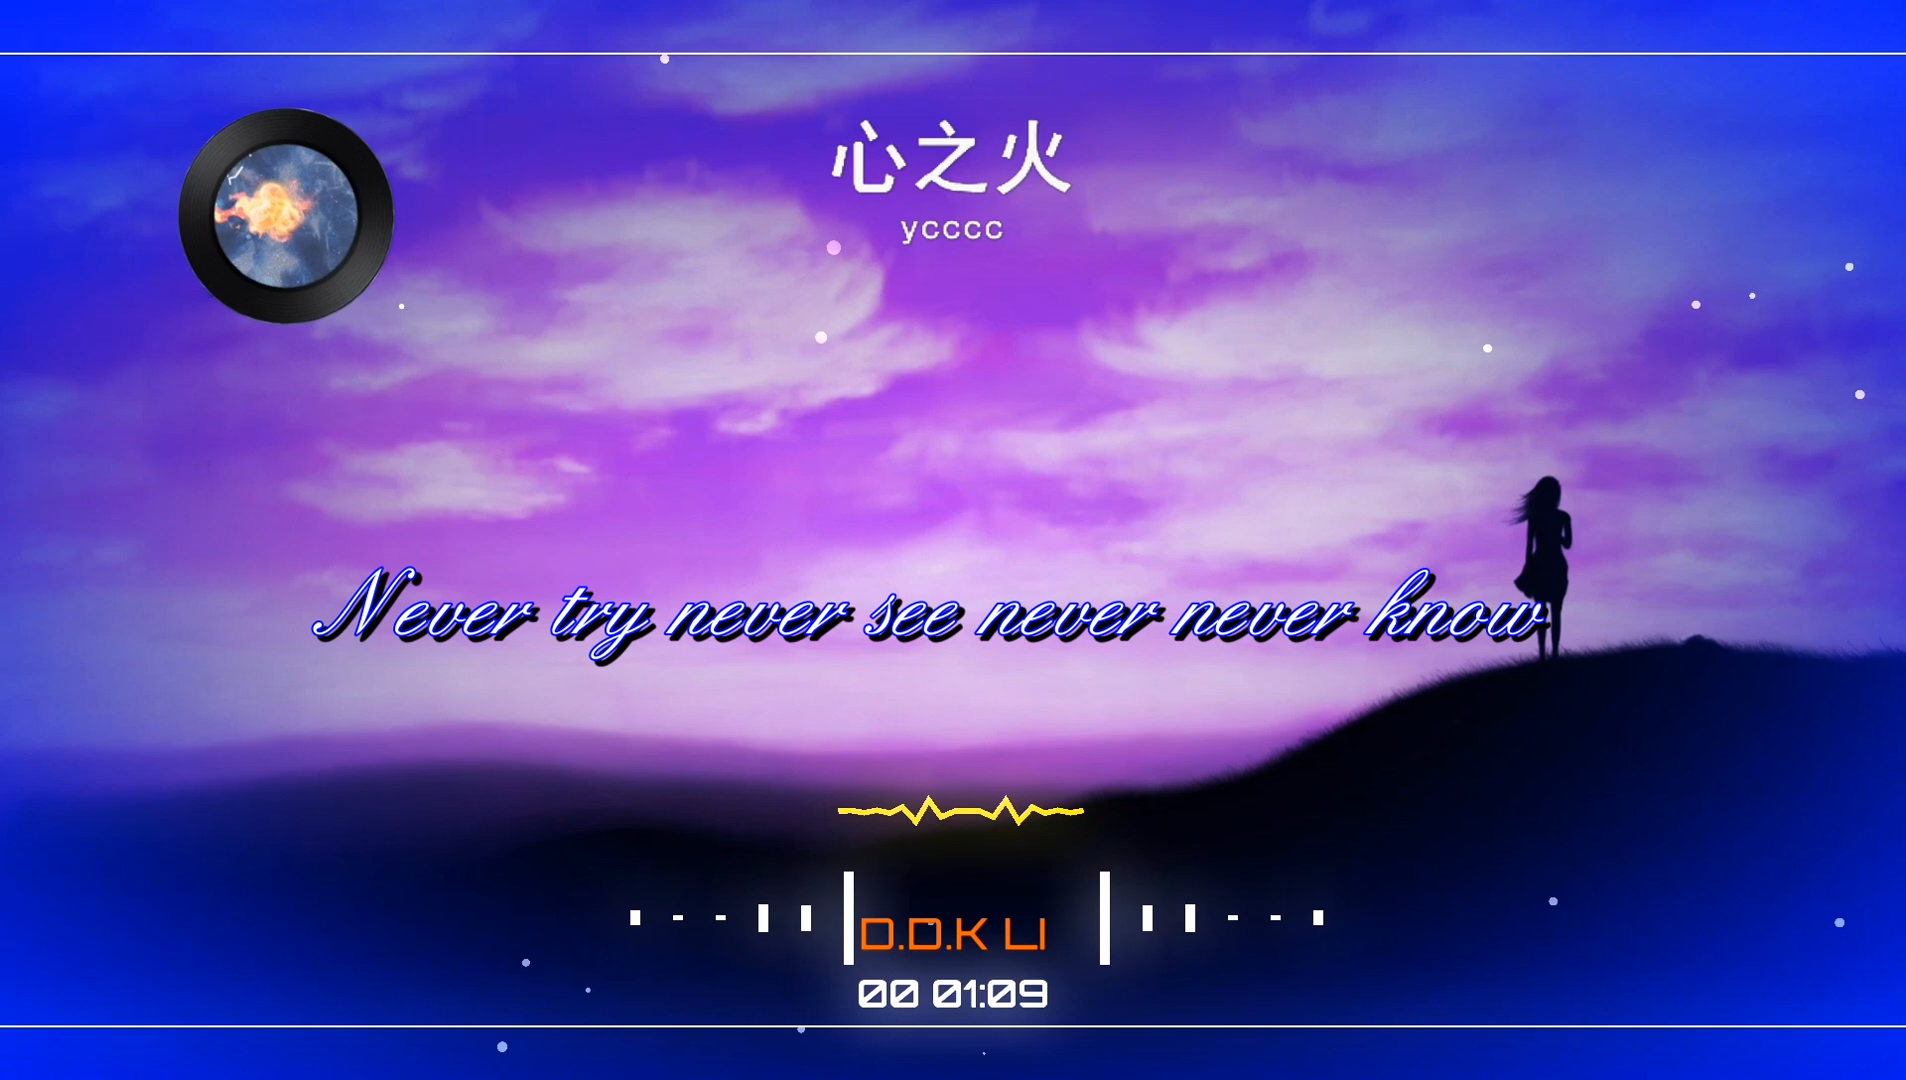 心之火
ycccc
Never try never see never never know
D.D.K LI
00 01:09